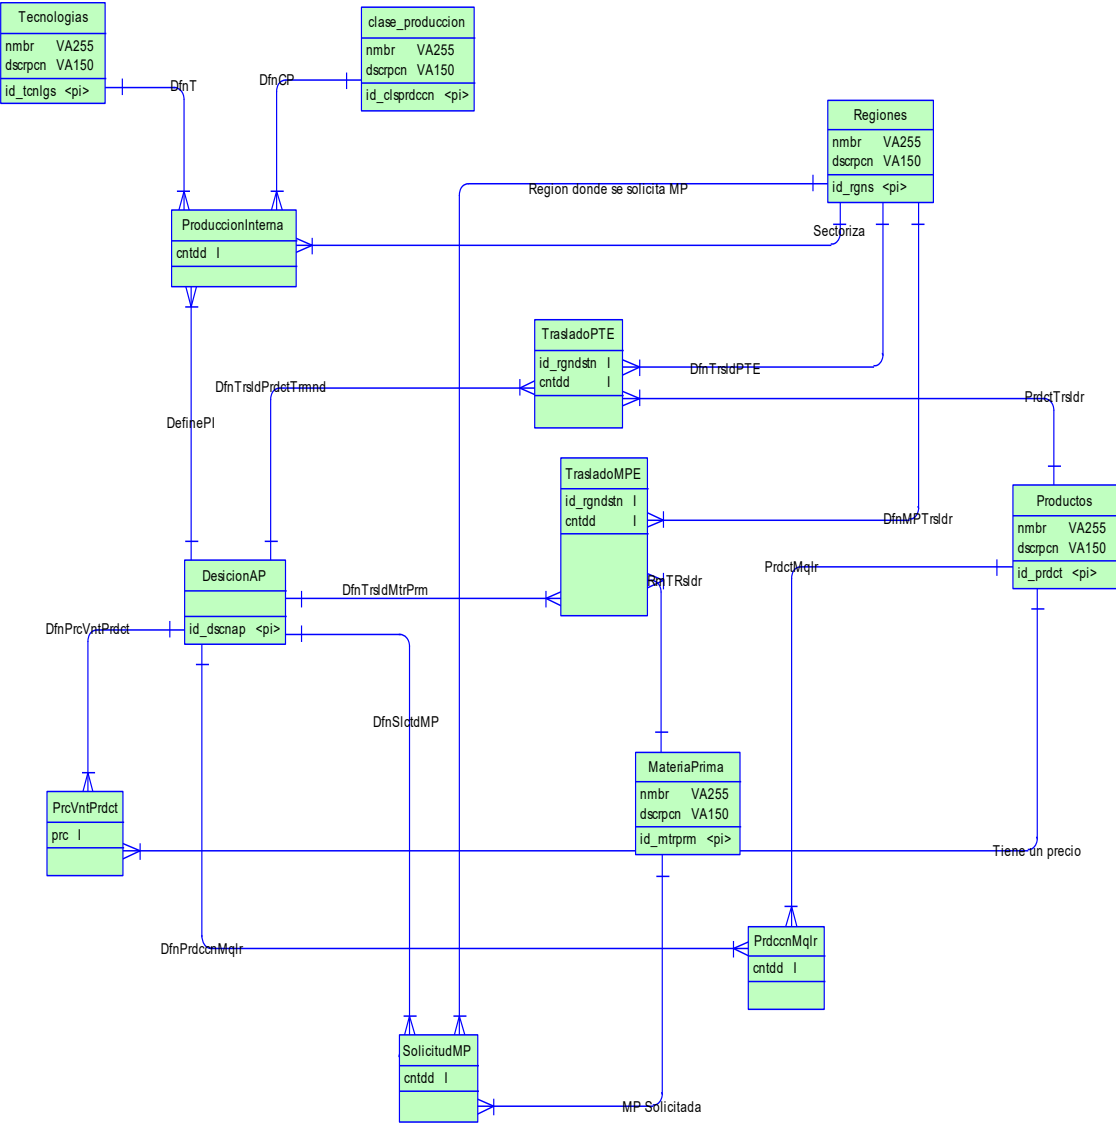 Tecnologias
nmbr VA255
dscrpcn VA150
id_tcnlgs <pi>
clase_produccion
nmbr VA255
dscrpcn VA150
id_clsprdccn <pi>
DfnT
DfnCP
Regiones
nmbr VA255
dscrpcn VA150
id_rgns <pi>
Region donde se solicita MP
ProduccionInterna
cntdd I
Sectoriza
TrasladoPTE
id_rgndstn I
cntdd I
DfnTrsldPTE
DfnTrsldPrdctTrmnd
PrdctTrsldr
DefinePI
TrasladoMPE
id_rgndstn I
cntdd I
DfnMPTrsldr
Productos
nmbr VA255
dscrpcn VA150
id_prdct <pi>
PrdctMqlr
DesicionAP
id_dscnap <pi>
DfnTrsldMtrPrm
DfnPrcVntPrdct
DfnSlctdMP
MateriaPrima
nmbr VA255
dscrpcn VA150
id_mtrprm <pi>
PrcVntPrdct
prc I
Tiene un precio
DfnPrdccnMqlr
PrdccnMqlr
cntdd I
SolicitudMP
cntdd I
MP Solicitada